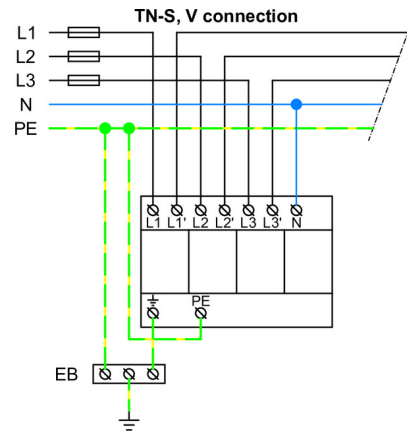 TN-S, V connection
L1
L2
L3
N
PE
L1 L1' L2 L2' L3 L3' N
PE
EB